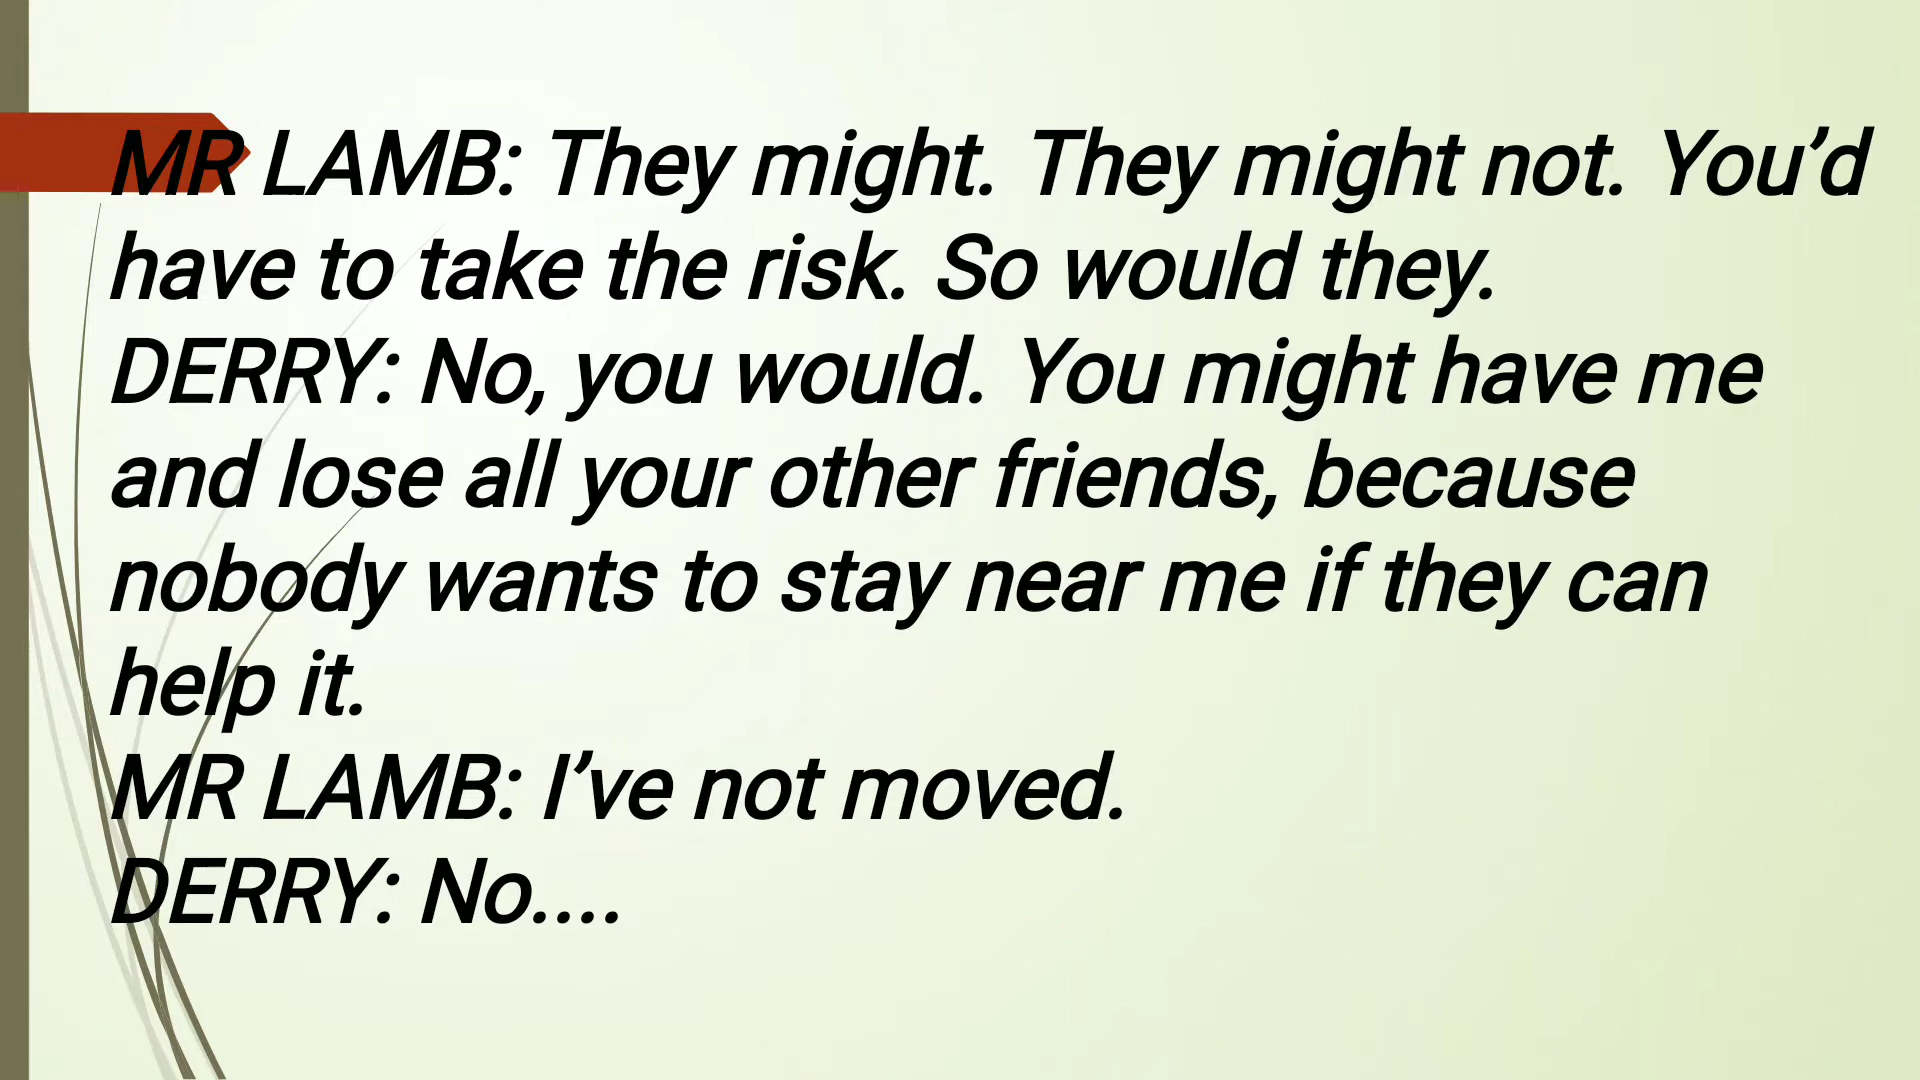 MR LAMB: They might. They might not. You’d
have to take the risk. So would they.
DERRY: No, you would. You might have me
and lose all your other friends, because
nobody wants to stay near me if they can
help it.
MR LAMB: I’ve not moved.
DERRY: No....